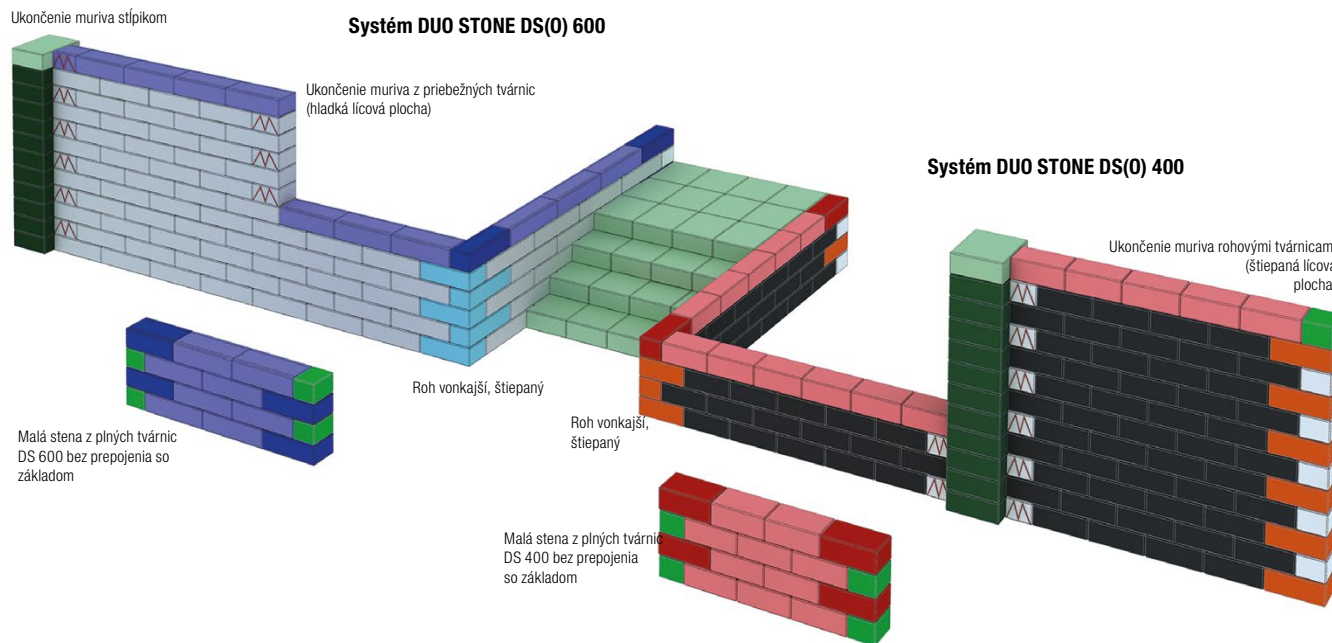 Ukončenie muriva stĺpikom
Systém DUO STONE DS(O) 600
Ukončenie muriva z priebežných tvárnic
(hladká lícová plocha)
Systém DUO STONE DS(O) 400
Ukončenie muriva rohovými tvárnicam
(štiepaná lícová
plocha
Roh vonkajší, štiepaný
Malá stena z plných tvárnic
DS 600 bez prepojenia so
základom
Roh vonkajší,
štiepaný
Malá stena z plných tvárnic
DS 400 bez prepojenia
so základom